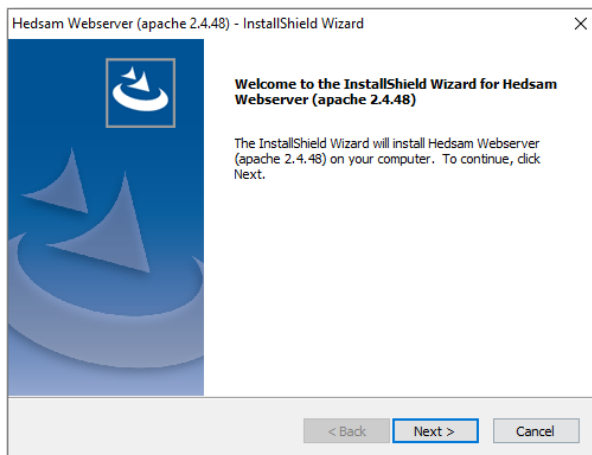 Hedsam Webserver (apache 2.4.48) - InstallShield Wizard
Welcome to the InstallShield Wizard for Hedsam
Webserver (apache 2.4.48)
The InstallShield Wizard will install Hedsam Webserver
(apache 2.4.48) on your computer. To continue, click
Next.
< Back
Next >
Cancel